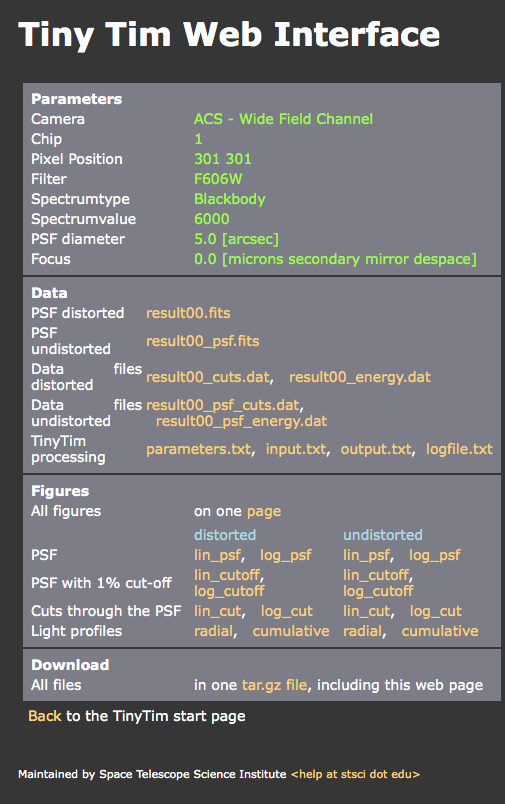 Tiny Tim Web Interface
Parameters
Camera ACS - Wide Field Channel
Chip 1
Pixel Position 301 301
Filter F606W
Spectrumtype Blackbody
Spectrumvalue 6000
PSF diameter 5.0 [arcsec]
Focus 0.0 [microns secondary mirror despace]
Data
PSF distorted result00.fits
PSF
undistorted result00_psf.fits
Data files
distorted result00_cuts.dat, result00_energy.dat
Data files result00_psf_cuts.dat,
undistorted result00_psf_energy.dat
TinyTim
processing parameters.txt, input.txt, output.txt, logfile.txt
Figures
All figures on one page
distorted undistorted
PSF lin_psf, log_psf lin_psf, log_psf
PSF with 1% cut-off lin_cutoff, log_cutoff lin_cutoff, log_cutoff
Cuts through the PSF lin_cut, log_cut lin_cut, log_cut
Light profiles radial, cumulative radial, cumulative
Download
All files in one tar.gz file, including this web page
Back to the TinyTim start page
Maintained by Space Telescope Science Institute <help at stsci dot edu>